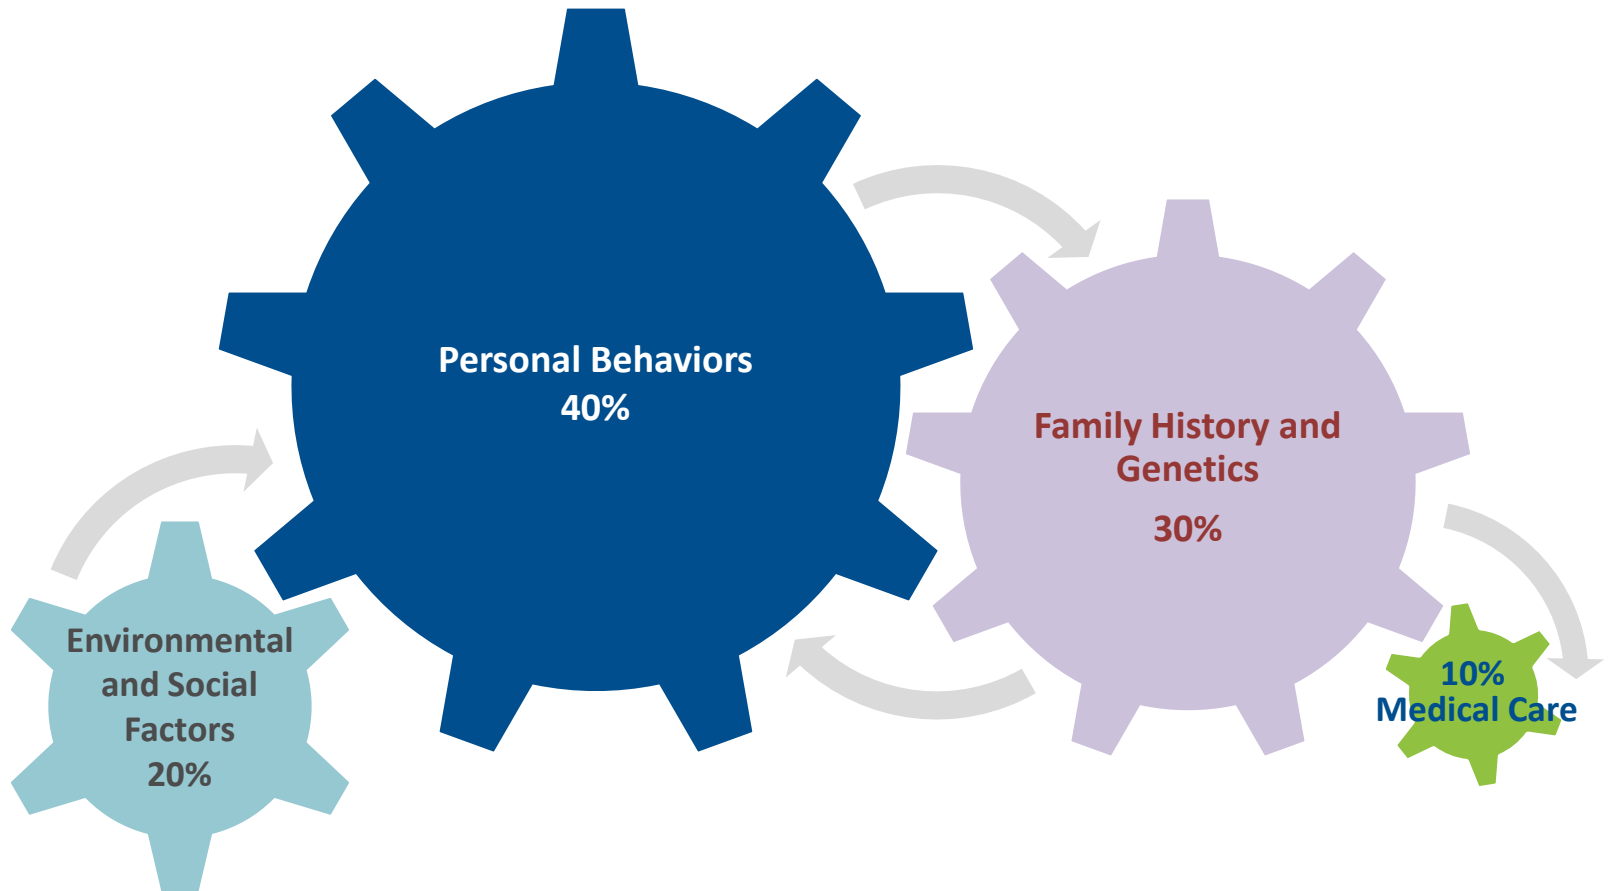 Personal Behaviors
40%
Family History and
Genetics
30%
Environmental
and Social
Factors
20%
10%
Medical Care